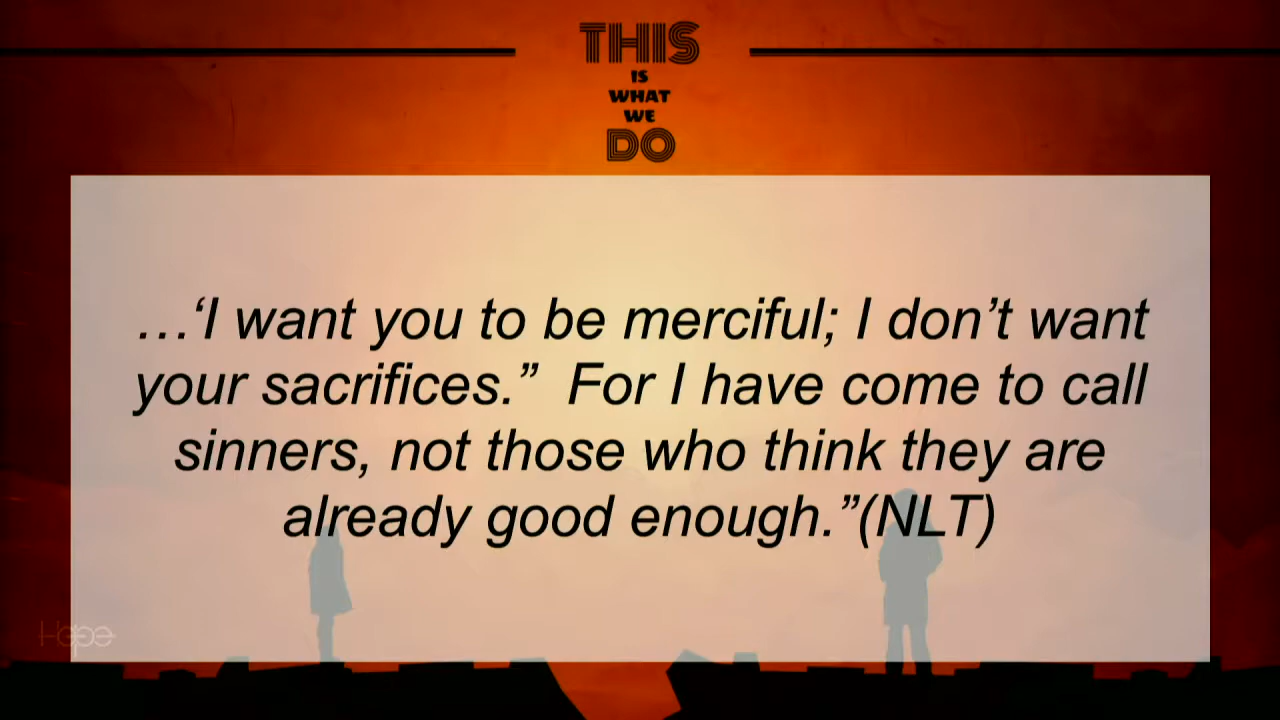 THIS
IS
WHAT
WE
DO
…‘I want you to be merciful; I don’t want
your sacrifices.”  For I have come to call
sinners, not those who think they are
already good enough.”(NLT)
Hope